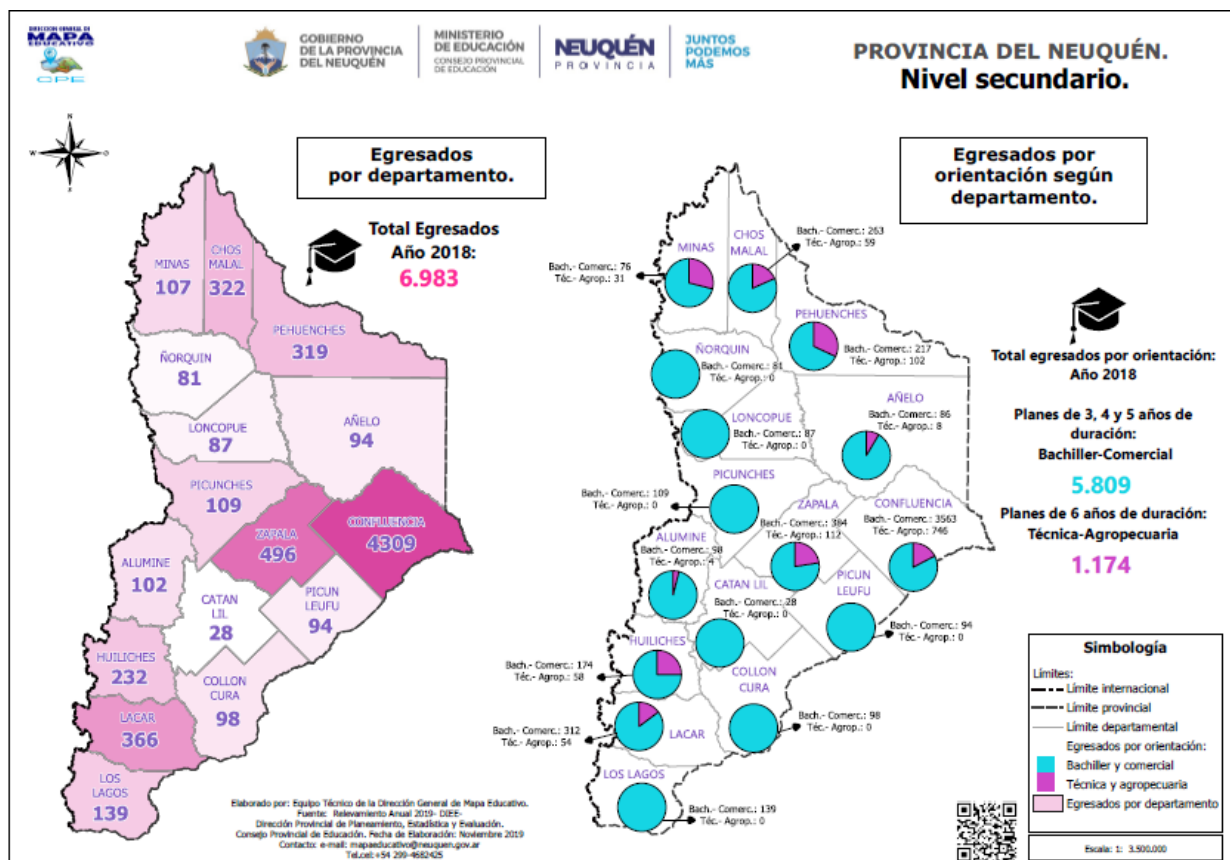 DIRECCIÓN GENERAL DE
MAPA
EDUCATIVO
CPE
GOBIERNO
DE LA PROVINCIA
DEL NEUQUÉN
MINISTERIO
DE EDUCACIÓN
CONSEJO PROVINCIAL
DE EDUCACIÓN
NEUQUÉN
PROVINCIA
JUNTOS
PODEMOS
MÁS
PROVINCIA DEL NEUQUÉN.
Nivel secundario.
N
W
O
S
Egresados
por departamento.
Total Egresados
Año 2018:
6.983
MINAS
107
CHOS
MALAL
322
PEHUENCHES
319
ÑORQUIN
81
LONCOPUE
87
AÑELO
94
PICUNCHES
109
ZAPALA
496
CONFLUENCIA
4309
ALUMINE
102
CATAN
LIL
28
PICUN
LEUFU
94
HUILICHES
232
COLLON
CURA
98
LACAR
366
LOS
LAGOS
139
Elaborado por: Equipo Técnico de la Dirección General de Mapa Educativo.
Fuente: Relevamiento Anual 2019- DIEE-
Dirección Provincial de Planeamiento, Estadística y Evaluación.
Consejo Provincial de Educación. Fecha de Elaboración: Noviembre 2019
Contacto: e-mail: mapaeducativo@neuquen.gov.ar
Tel.cel:+54 299-4682425
Egresados por
orientación según
departamento.
MINAS
Bach.- Comerc.: 76
Téc.- Agrop.: 31
CHOS
MALAL
Bach.- Comerc.: 263
Téc.- Agrop.: 59
PEHUENCHES
Bach.- Comerc.: 217
Téc.- Agrop.: 102
ÑORQUIN
Bach.- Comerc.: 81
Téc.- Agrop.: 0
LONCOPUE
Bach.- Comerc.: 87
Téc.- Agrop.: 0
AÑELO
Bach.- Comerc.: 86
Téc.- Agrop.: 8
PICUNCHES
Bach.- Comerc.: 109
Téc.- Agrop.: 0
ZAPALA
Bach.- Comerc.: 384
Téc.- Agrop.: 112
CONFLUENCIA
Bach.- Comerc.: 3563
Téc.- Agrop.: 746
ALUMINE
Bach.- Comerc.: 98
Téc.- Agrop.: 4
CATAN LIL
Bach.- Comerc.: 28
Téc.- Agrop.: 0
PICUN
LEUFU
Bach.- Comerc.: 94
Téc.- Agrop.: 0
HUILICHES
Bach.- Comerc.: 174
Téc.- Agrop.: 58
COLLON
CURA
Bach.- Comerc.: 98
Téc.- Agrop.: 0
LACAR
Bach.- Comerc.: 312
Téc.- Agrop.: 54
LOS LAGOS
Bach.- Comerc.: 139
Téc.- Agrop.: 0
Total egresados por orientación:
Año 2018
Planes de 3, 4 y 5 años de
duración:
Bachiller-Comercial
5.809
Planes de 6 años de duración:
Técnica-Agropecuaria
1.174
Simbología
Límites:
Límite internacional
Límite provincial
Límite departamental
Egresados por orientación:
Bachiller y comercial
Técnica y agropecuaria
Egresados por departamento
Escala: 1: 3.500.000